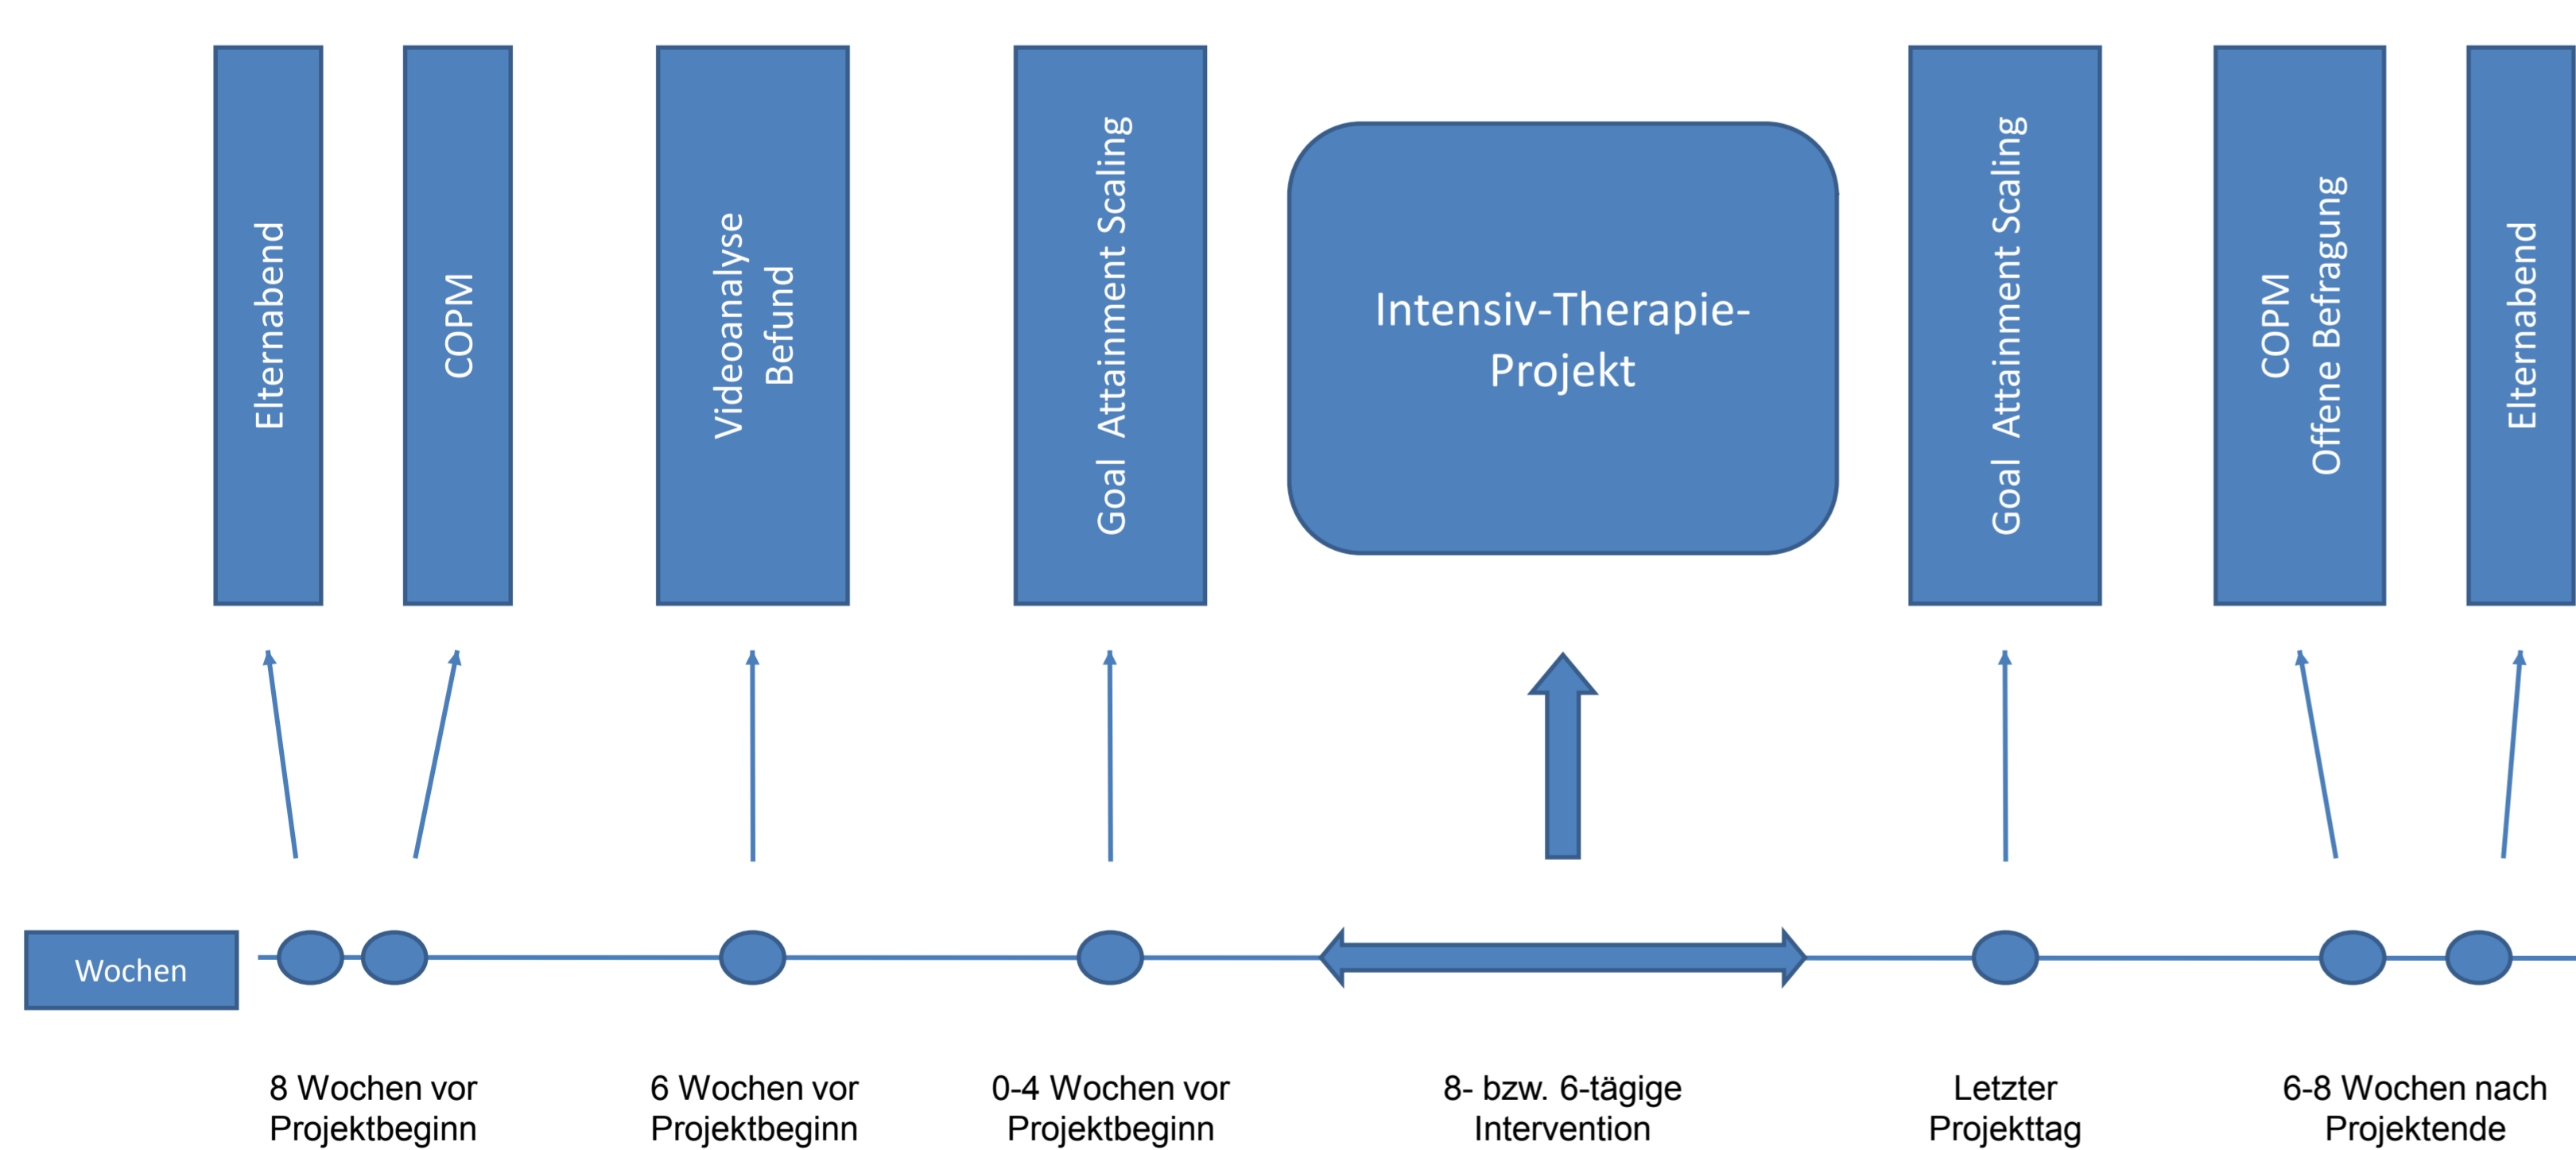 Elternabend
COPM
Videoanalyse
Befund
Goal Attainment Scaling
Intensiv-Therapie-
Projekt
Goal Attainment Scaling
COPM
Offene Befragung
Elternabend
Wochen
8 Wochen vor
Projektbeginn
6 Wochen vor
Projektbeginn
0-4 Wochen vor
Projektbeginn
8- bzw. 6-tägige
Intervention
Letzter
Projekttag
6-8 Wochen nach
Projektende